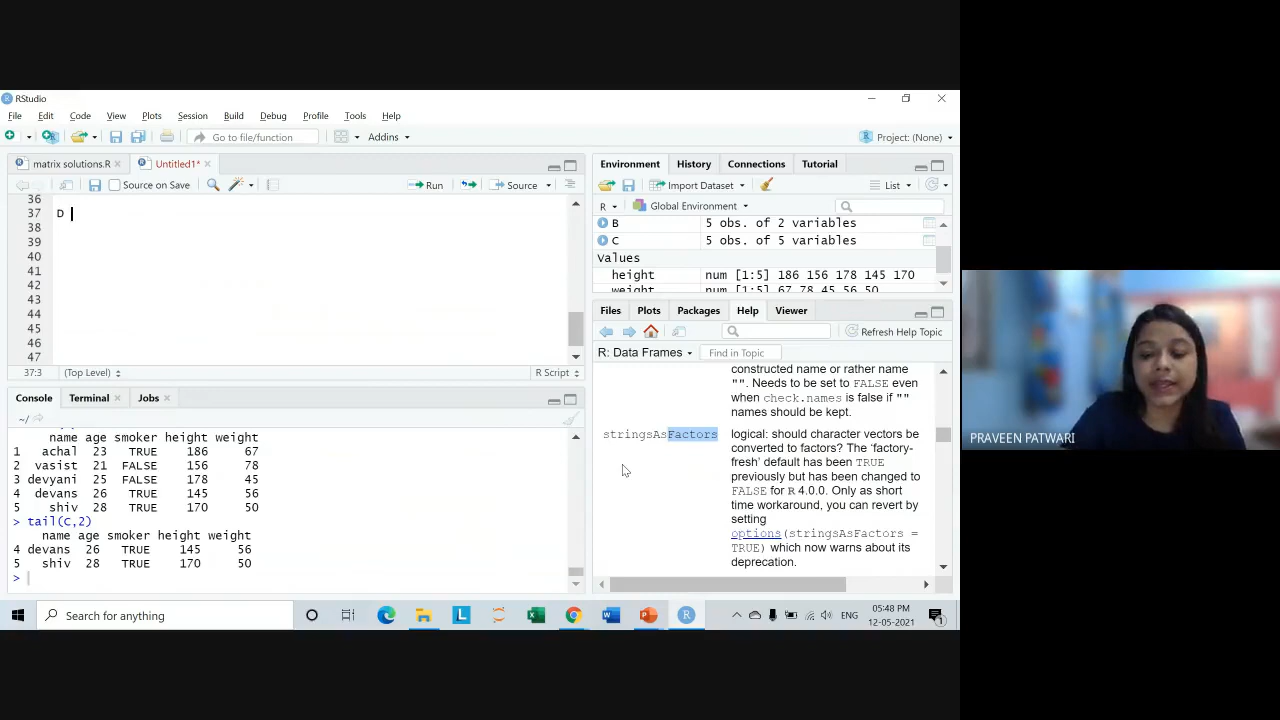 RStudio
File Edit Code View Plots Session Build Debug Profile Tools Help
Go to file/function Addins Project: (None)
matrix solutions.R Untitled1*
Source on Save Run Source
36
37 D
38
39
40
41
42
43
44
45
46
47
37:3 (Top Level) R Script
Console Terminal Jobs
~/
name age smoker height weight
1 achal 23 TRUE 186 67
2 vasist 21 FALSE 156 78
3 devyani 25 FALSE 178 45
4 devans 26 TRUE 145 56
5 shiv 28 TRUE 170 50
> tail(C,2)
name age smoker height weight
4 devans 26 TRUE 145 56
5 shiv 28 TRUE 170 50
>
Environment History Connections Tutorial
Import Dataset List
R Global Environment
B 5 obs. of 2 variables
C 5 obs. of 5 variables
Values
height num [1:5] 186 156 178 145 170
weight num [1:5] 67 78 45 56 50
Files Plots Packages Help Viewer
Refresh Help Topic
R: Data Frames Find in Topic
constructed name or rather name
"". Needs to be set to FALSE even
when check.names is false if ""
names should be kept.
stringsAsFactors logical: should character vectors be
converted to factors? The ‘factory-
fresh’ default has been TRUE
previously but has been changed to
FALSE for R 4.0.0. Only as short
time workaround, you can revert by
setting
options(stringsAsFactors =
TRUE) which now warns about its
deprecation.
PRAVEEN PATWARI
Search for anything
ENG
05:48 PM
12-05-2021